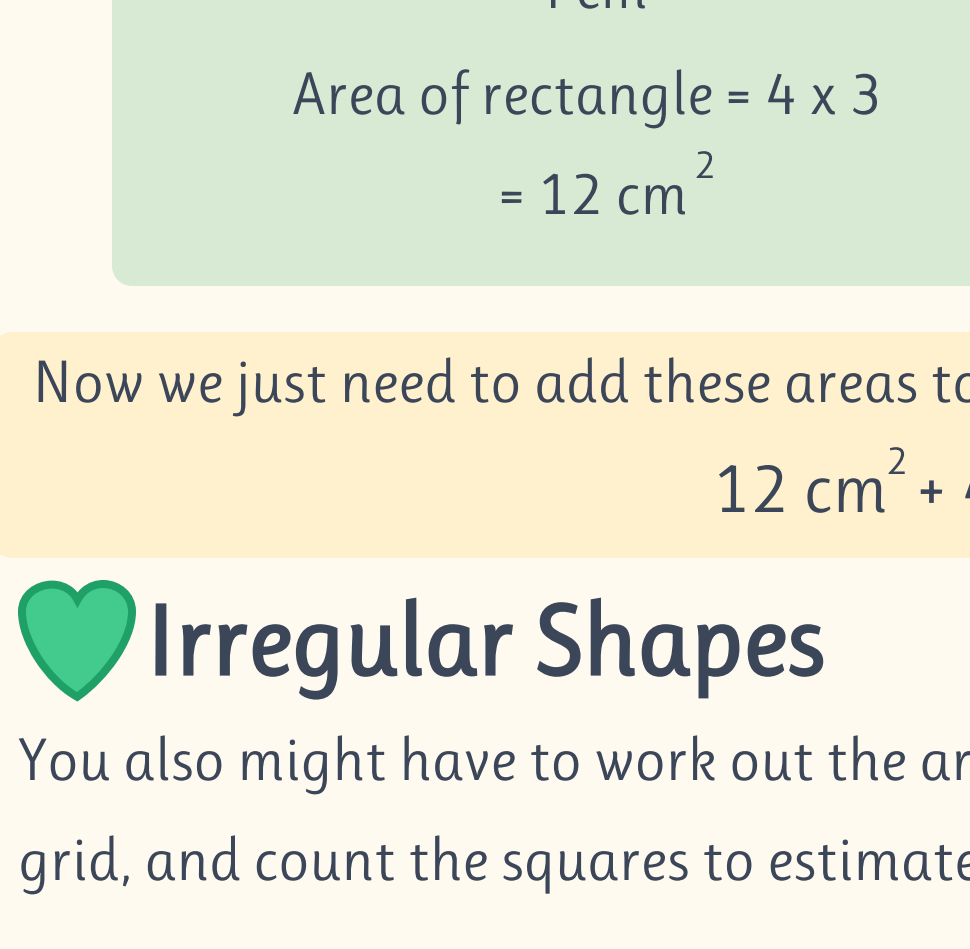 Area of rectangle = 4 x 3
= 12 cm²
Now we just need to add these areas
12 cm² +
Irregular Shapes
You also might have to work out the
grid, and count the squares to estimate